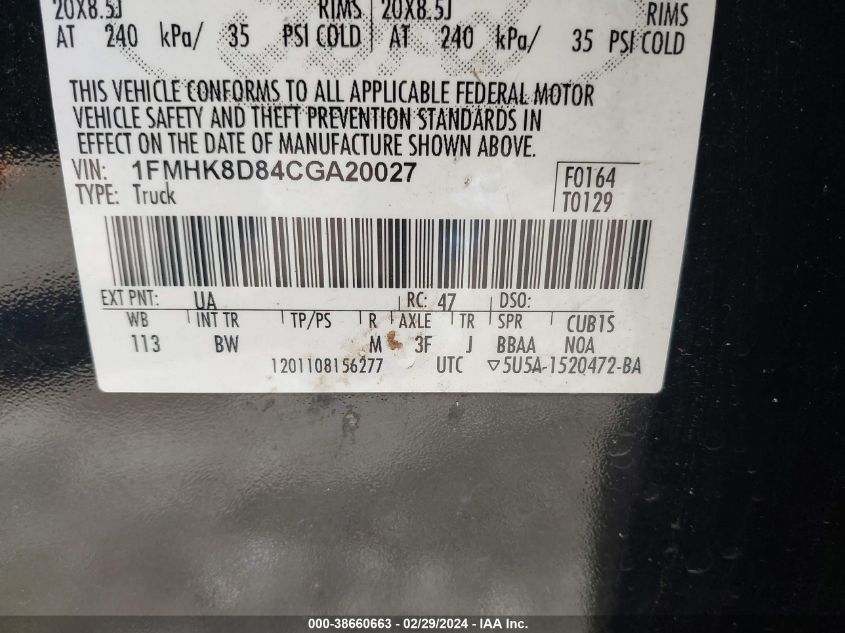 20X8.5J RIMS 20X8.5J RIMS
AT 240 kPa/ 35 PSI COLD AT 240 kPa/ 35 PSI COLD
THIS VEHICLE CONFORMS TO ALL APPLICABLE FEDERAL MOTOR
VEHICLE SAFETY AND THEFT PREVENTION STANDARDS IN
EFFECT ON THE DATE OF MANUFACTURE SHOWN ABOVE.
VIN: 1FMHK8D84CGA20027 F0164
TYPE: Truck T0129
EXT PNT: UA RC: 47 DSO:
WB INT TR TP/PS R AXLE TR SPR CUB1S
113 BW M 3F J BBAA NOA
1201108156277 UTC ▽5U5A-1520472-BA
000-38660663 - 02/29/2024 - IAA Inc.